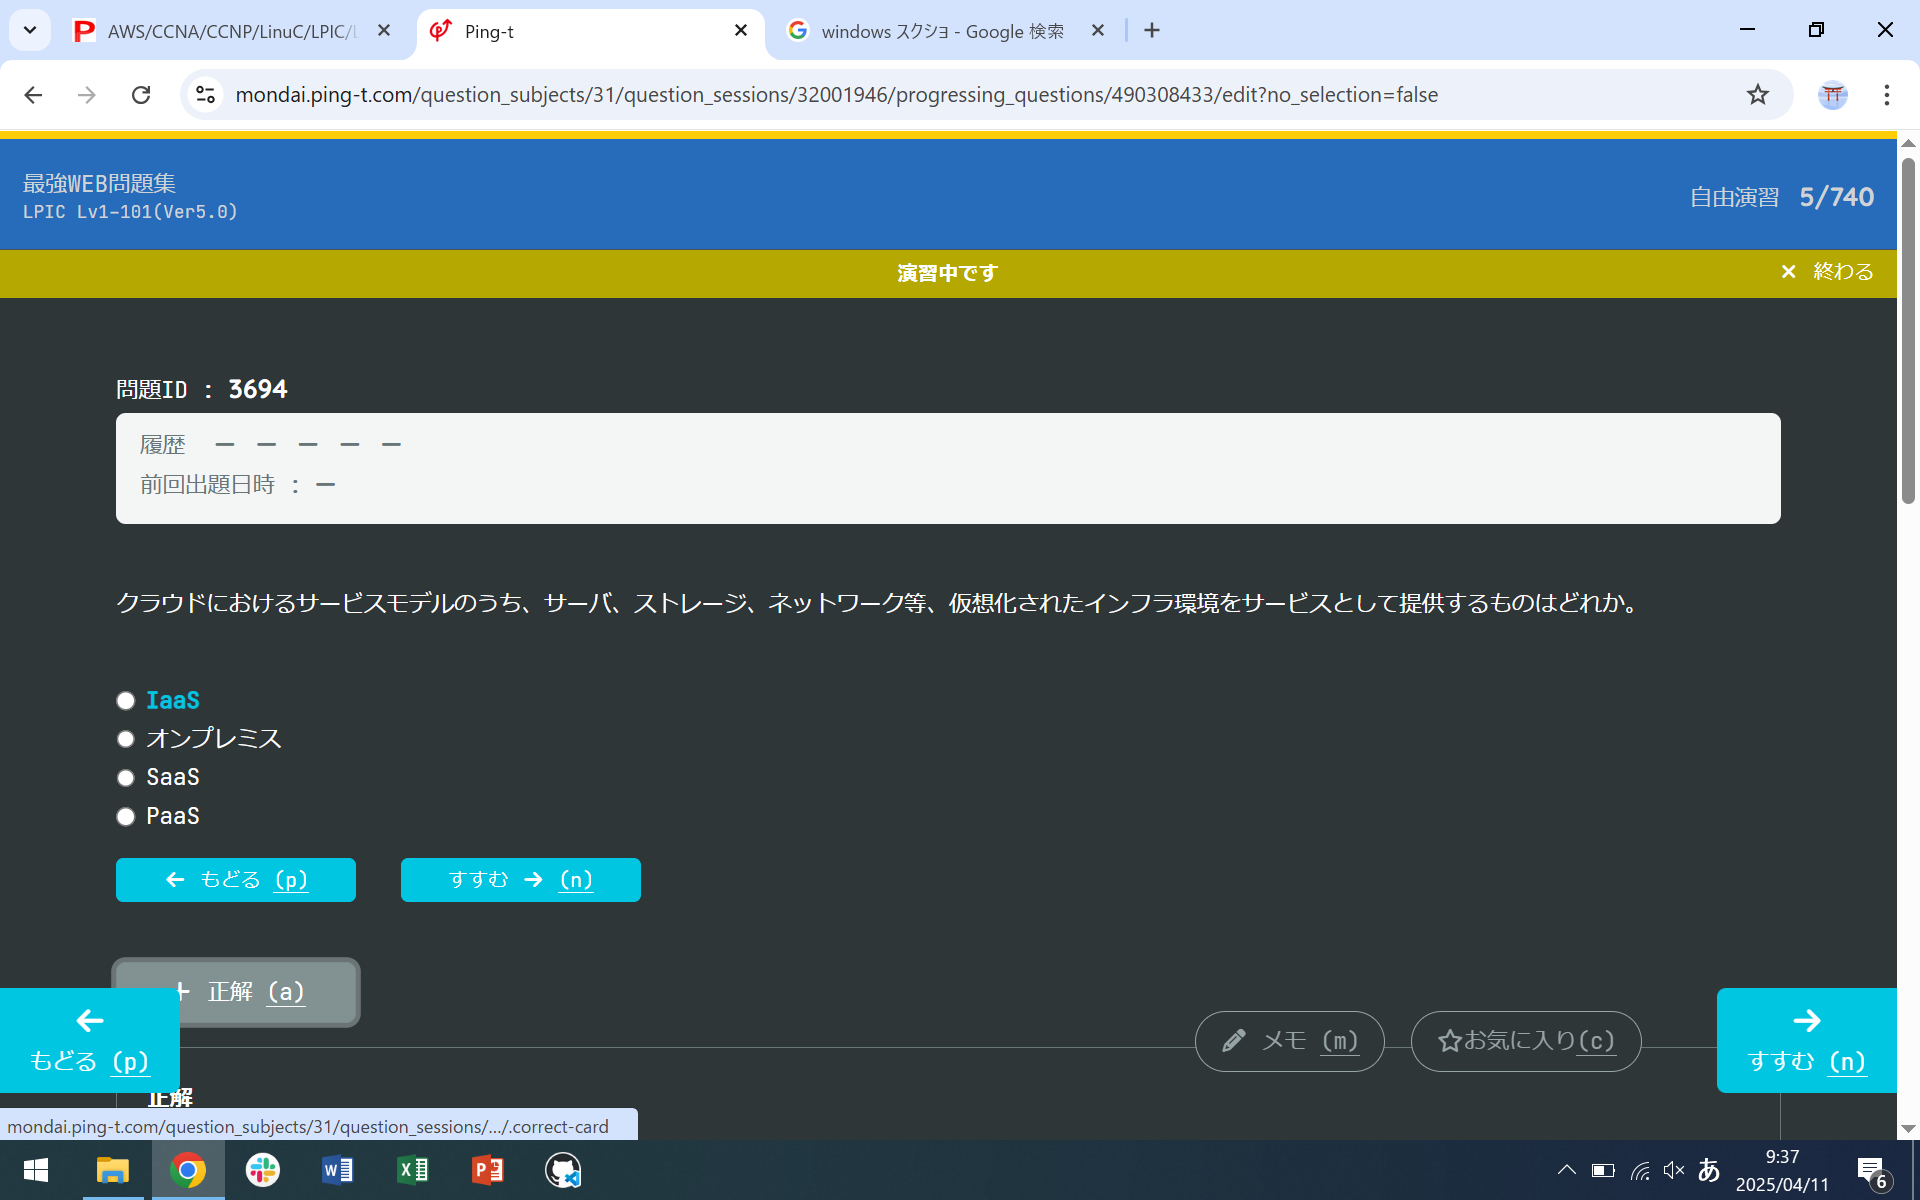 AWS/CCNA/CCNP/LinuC/LPIC/
Ping-t
windows スクショ - Google 検索
mondai.ping-t.com/question_subjects/31/question_sessions/32001946/progressing_questions/490308433/edit?no_selection=false
最強WEB問題集
LPIC Lv1-101(Ver5.0)
自由演習 5/740
演習中です
× 終わる
問題ID : 3694
履歴 ー ー ー ー ー
前回出題日時 : ー
クラウドにおけるサービスモデルのうち、サーバ、ストレージ、ネットワーク等、仮想化されたインフラ環境をサービスとして提供するものはどれか。
IaaS
オンプレミス
SaaS
PaaS
← もどる (p)
すすむ → (n)
+ 正解 (a)
← もどる (p)
メモ (m)
☆お気に入り(c)
→ すすむ (n)
正解
mondai.ping-t.com/question_subjects/31/question_sessions/.../.correct-card
あ
9:37
2025/04/11
6